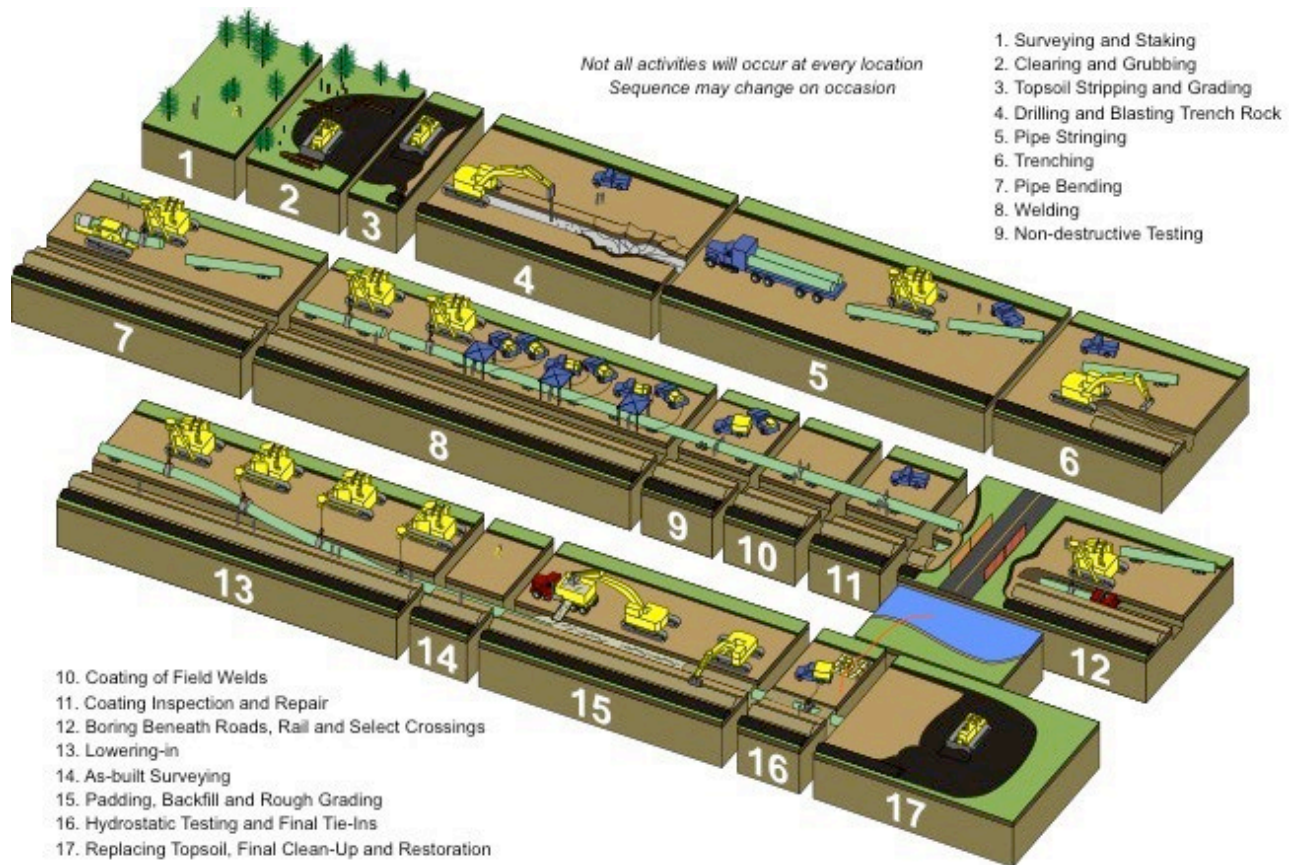 Not all activities will occur at every location
Sequence may change on occasion
1. Surveying and Staking
2. Clearing and Grubbing
3. Topsoil Stripping and Grading
4. Drilling and Blasting Trench Rock
5. Pipe Stringing
6. Trenching
7. Pipe Bending
8. Welding
9. Non-destructive Testing
1
2
3
4
5
6
7
8
9
10
11
12
13
14
15
16
17
10. Coating of Field Welds
11. Coating Inspection and Repair
12. Boring Beneath Roads, Rail and Select Crossings
13. Lowering-in
14. As-built Surveying
15. Padding, Backfill and Rough Grading
16. Hydrostatic Testing and Final Tie-Ins
17. Replacing Topsoil, Final Clean-Up and Restoration